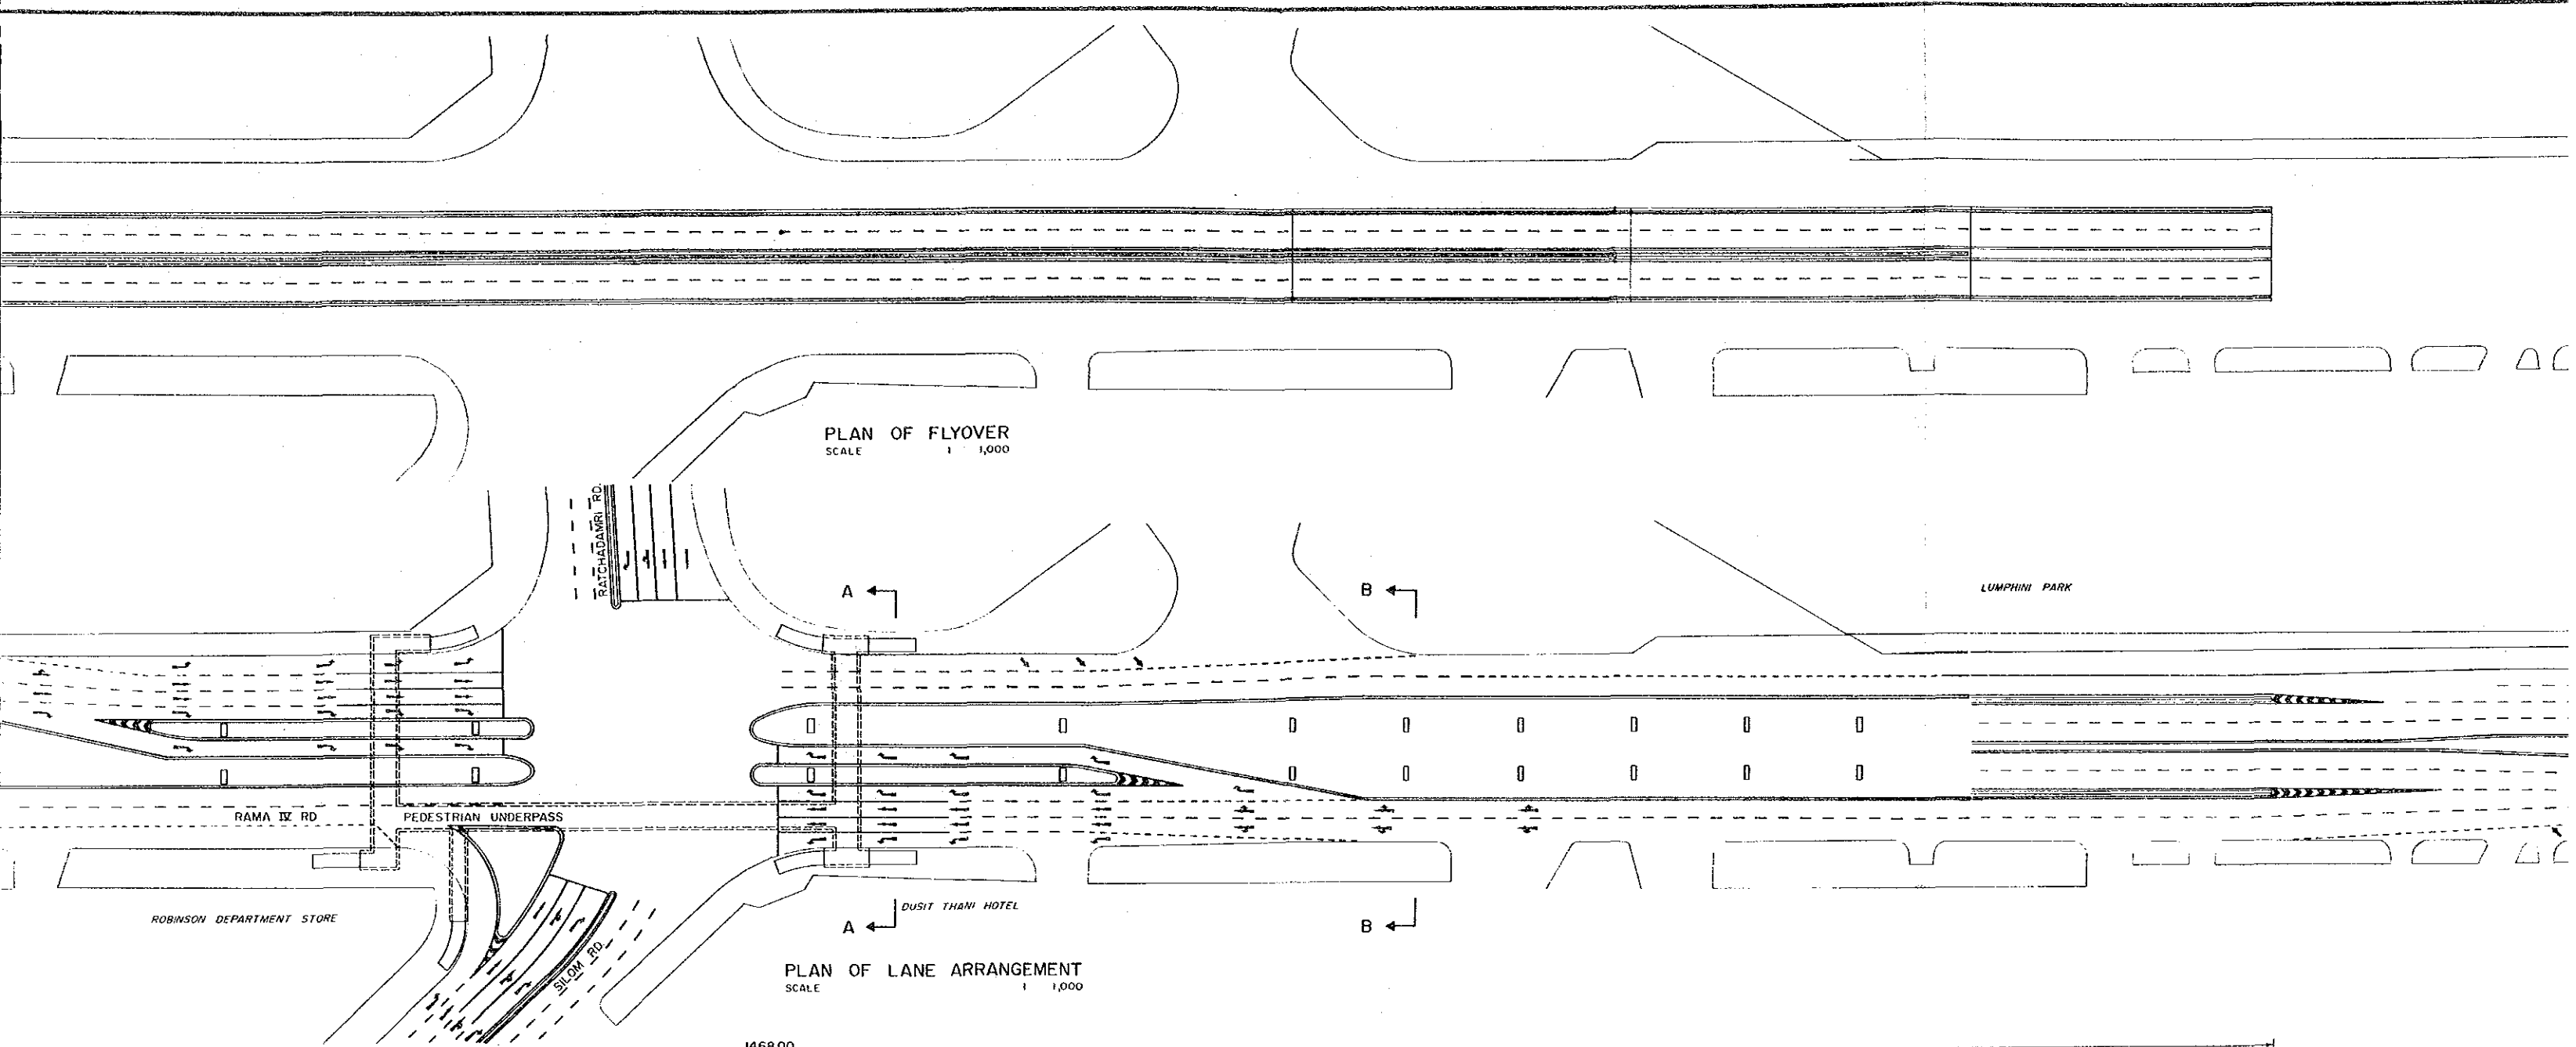 PLAN OF FLYOVER
SCALE 1 1,000
RATCHADAMRI RD.
A
B
LUMPHINI PARK
RAMA IV RD
PEDESTRIAN UNDERPASS
ROBINSON DEPARTMENT STORE
A
DUSIT THANI HOTEL
B
SILOM RD.
PLAN OF LANE ARRANGEMENT
SCALE 1 1,000